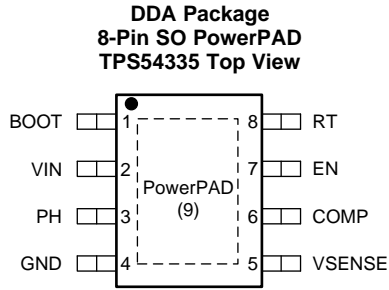 DDA Package
8-Pin SO PowerPAD
TPS54335 Top View
BOOT 1 8 RT
VIN 2 7 EN
PowerPAD
(9)
PH 3 6 COMP
GND 4 5 VSENSE